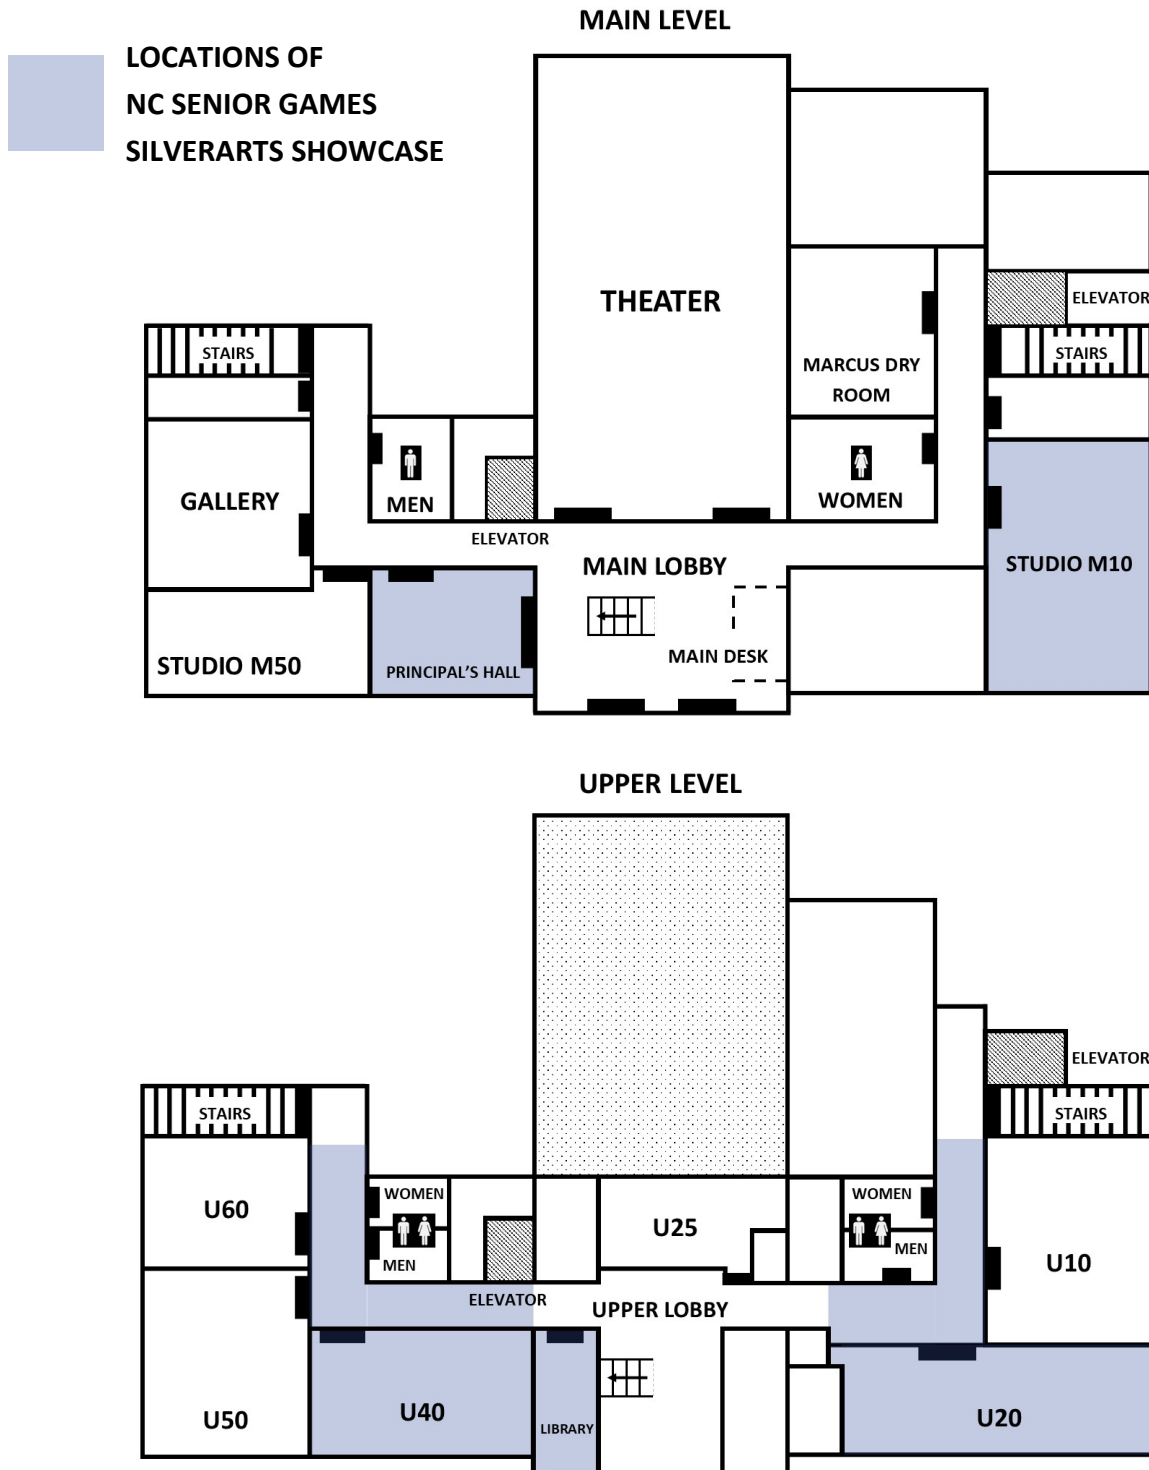 MAIN LEVEL
LOCATIONS OF
NC SENIOR GAMES
SILVERARTS SHOWCASE
THEATER
ELEVATOR
STAIRS
STAIRS
MARCUS DRY
ROOM
GALLERY
MEN
WOMEN
ELEVATOR
MAIN LOBBY
STUDIO M10
STUDIO M50
PRINCIPAL'S HALL
MAIN DESK
UPPER LEVEL
ELEVATOR
STAIRS
STAIRS
U60
WOMEN
MEN
U25
WOMEN
MEN
U10
ELEVATOR
UPPER LOBBY
U50
U40
LIBRARY
U20